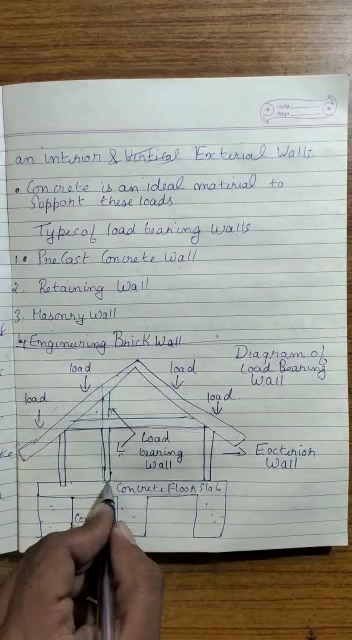 an interior & Vertical Exterial Walls
• Concrete is an ideal material to
Support these loads
Types of load bearing walls
1. PreCast Concrete Wall
2. Retaining Wall
3. Masonry Wall
4. Engineering Brick Wall
Diagram of
Load Bearing
Wall
load
load
load
load
Load
bearing
Wall
Excterior
Wall
Concrete Floor Slab